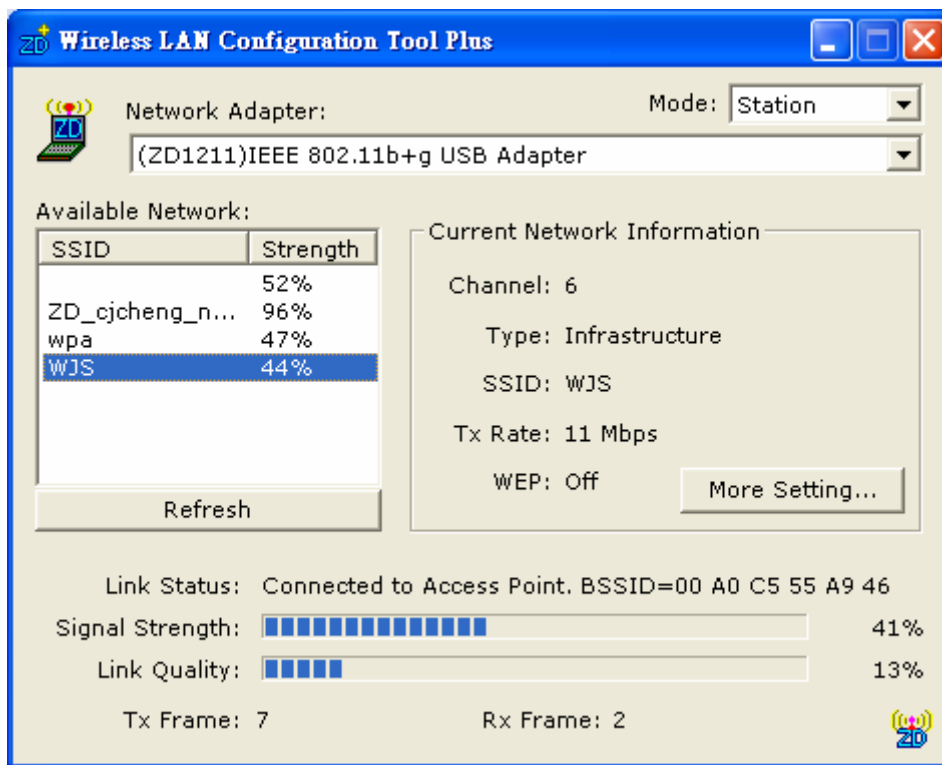 ZD Wireless LAN Configuration Tool Plus
ZD
Network Adapter:
Mode: Station
(ZD1211)IEEE 802.11b+g USB Adapter
Available Network:
SSID Strength
52%
ZD_cjcheng_n... 96%
wpa 47%
WJS 44%
Refresh
Current Network Information
Channel: 6
Type: Infrastructure
SSID: WJS
Tx Rate: 11 Mbps
WEP: Off
More Setting...
Link Status: Connected to Access Point. BSSID=00 A0 C5 55 A9 46
Signal Strength: 41%
Link Quality: 13%
Tx Frame: 7 Rx Frame: 2
ZD